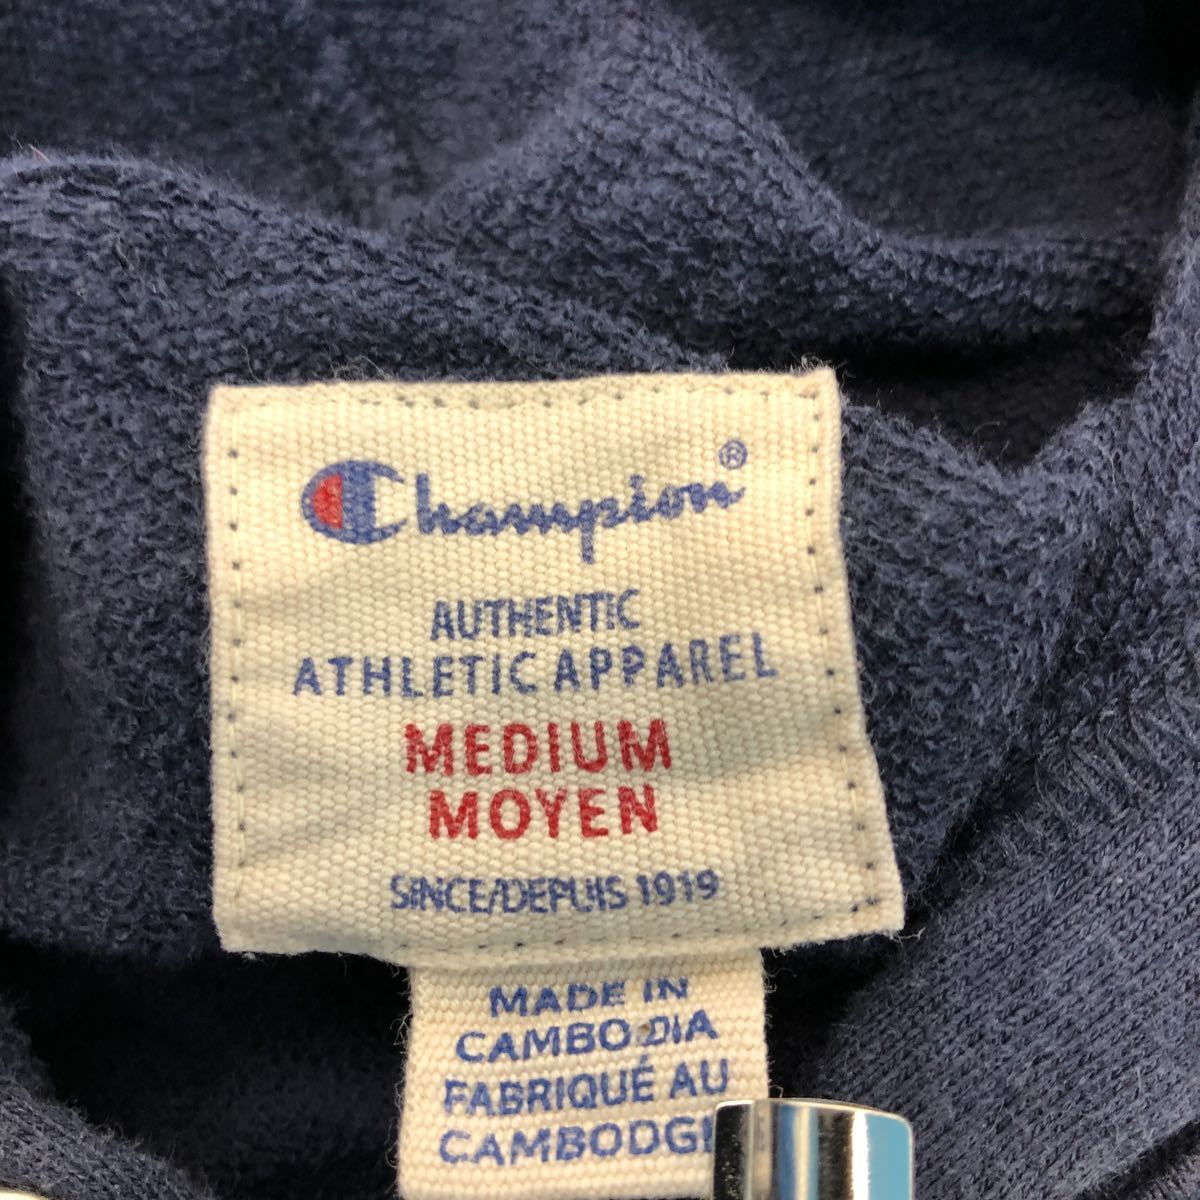 Champion®
AUTHENTIC
ATHLETIC APPAREL
MEDIUM
MOYEN
SINCE/DEPUIS 1919
MADE IN
CAMBODIA
FABRIQUÉ AU